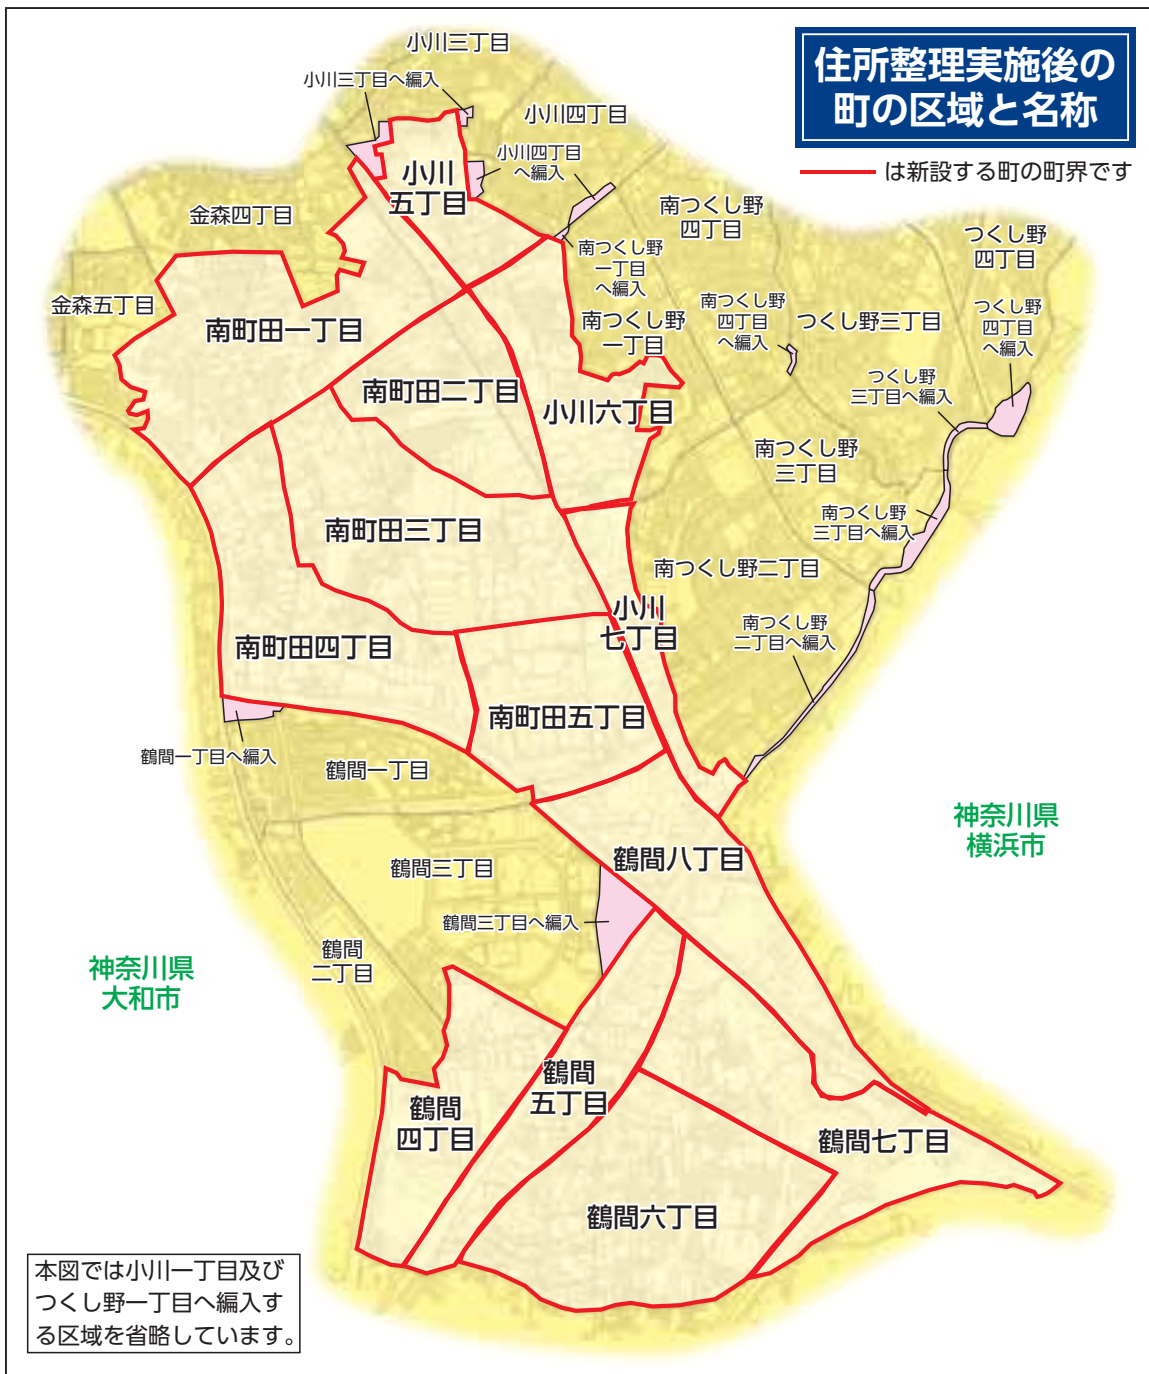 住所整理実施後の
町の区域と名称
は新設する町の町界です
小川三丁目
小川三丁目へ編入
小川四丁目
小川四丁目
へ編入
小川
五丁目
金森四丁目
南つくし野
四丁目
つくし野
四丁目
南つくし野
一丁目
へ編入
金森五丁目
南町田一丁目
南つくし野
一丁目
南つくし野
四丁目
へ編入
つくし野三丁目
つくし野
四丁目
へ編入
南町田二丁目
小川六丁目
つくし野
三丁目へ編入
南つくし野
三丁目
南町田三丁目
南つくし野
三丁目へ編入
南つくし野二丁目
小川
七丁目
南つくし野
二丁目へ編入
南町田四丁目
南町田五丁目
鶴間一丁目へ編入
鶴間一丁目
神奈川県
横浜市
鶴間八丁目
鶴間三丁目
鶴間三丁目へ編入
鶴間
二丁目
神奈川県
大和市
鶴間
五丁目
鶴間
四丁目
鶴間七丁目
鶴間六丁目
本図では小川一丁目及び
つくし野一丁目へ編入す
る区域を省略しています。